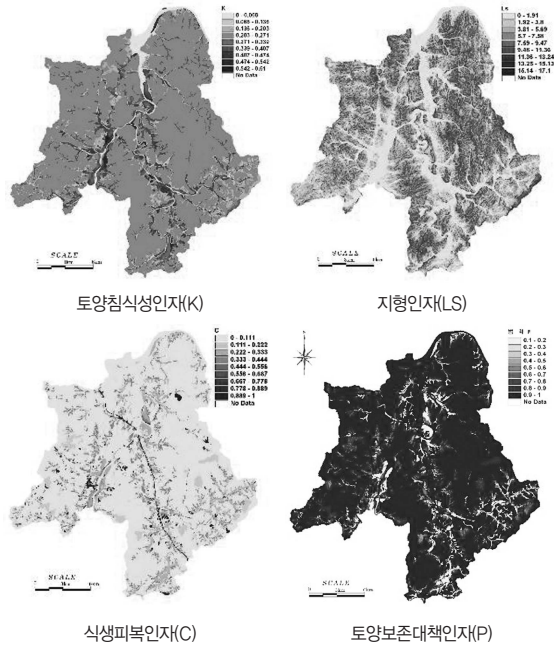 K
0.542 - 0.61
No Data
SCALE
토양침식성인자(K)
Ls
0 - 1.91
1.92 - 3.8
3.81 - 5.69
5.7 - 7.58
7.59 - 9.47
9.48 - 11.36
11.36 - 13.24
13.25 - 15.13
15.14 - 17.1
No Data
SCALE
지형인자(LS)
C
0 - 0.111
0.111 - 0.222
0.222 - 0.333
0.333 - 0.444
0.444 - 0.556
0.556 - 0.667
0.667 - 0.778
0.778 - 0.889
0.889 - 1
No Data
SCALE
식생피복인자(C)
0.1 - 0.2
0.2 - 0.3
0.3 - 0.4
0.4 - 0.5
0.5 - 0.6
0.6 - 0.7
0.7 - 0.8
0.8 - 0.9
0.9 - 1
No Data
SCALE
토양보존대책인자(P)